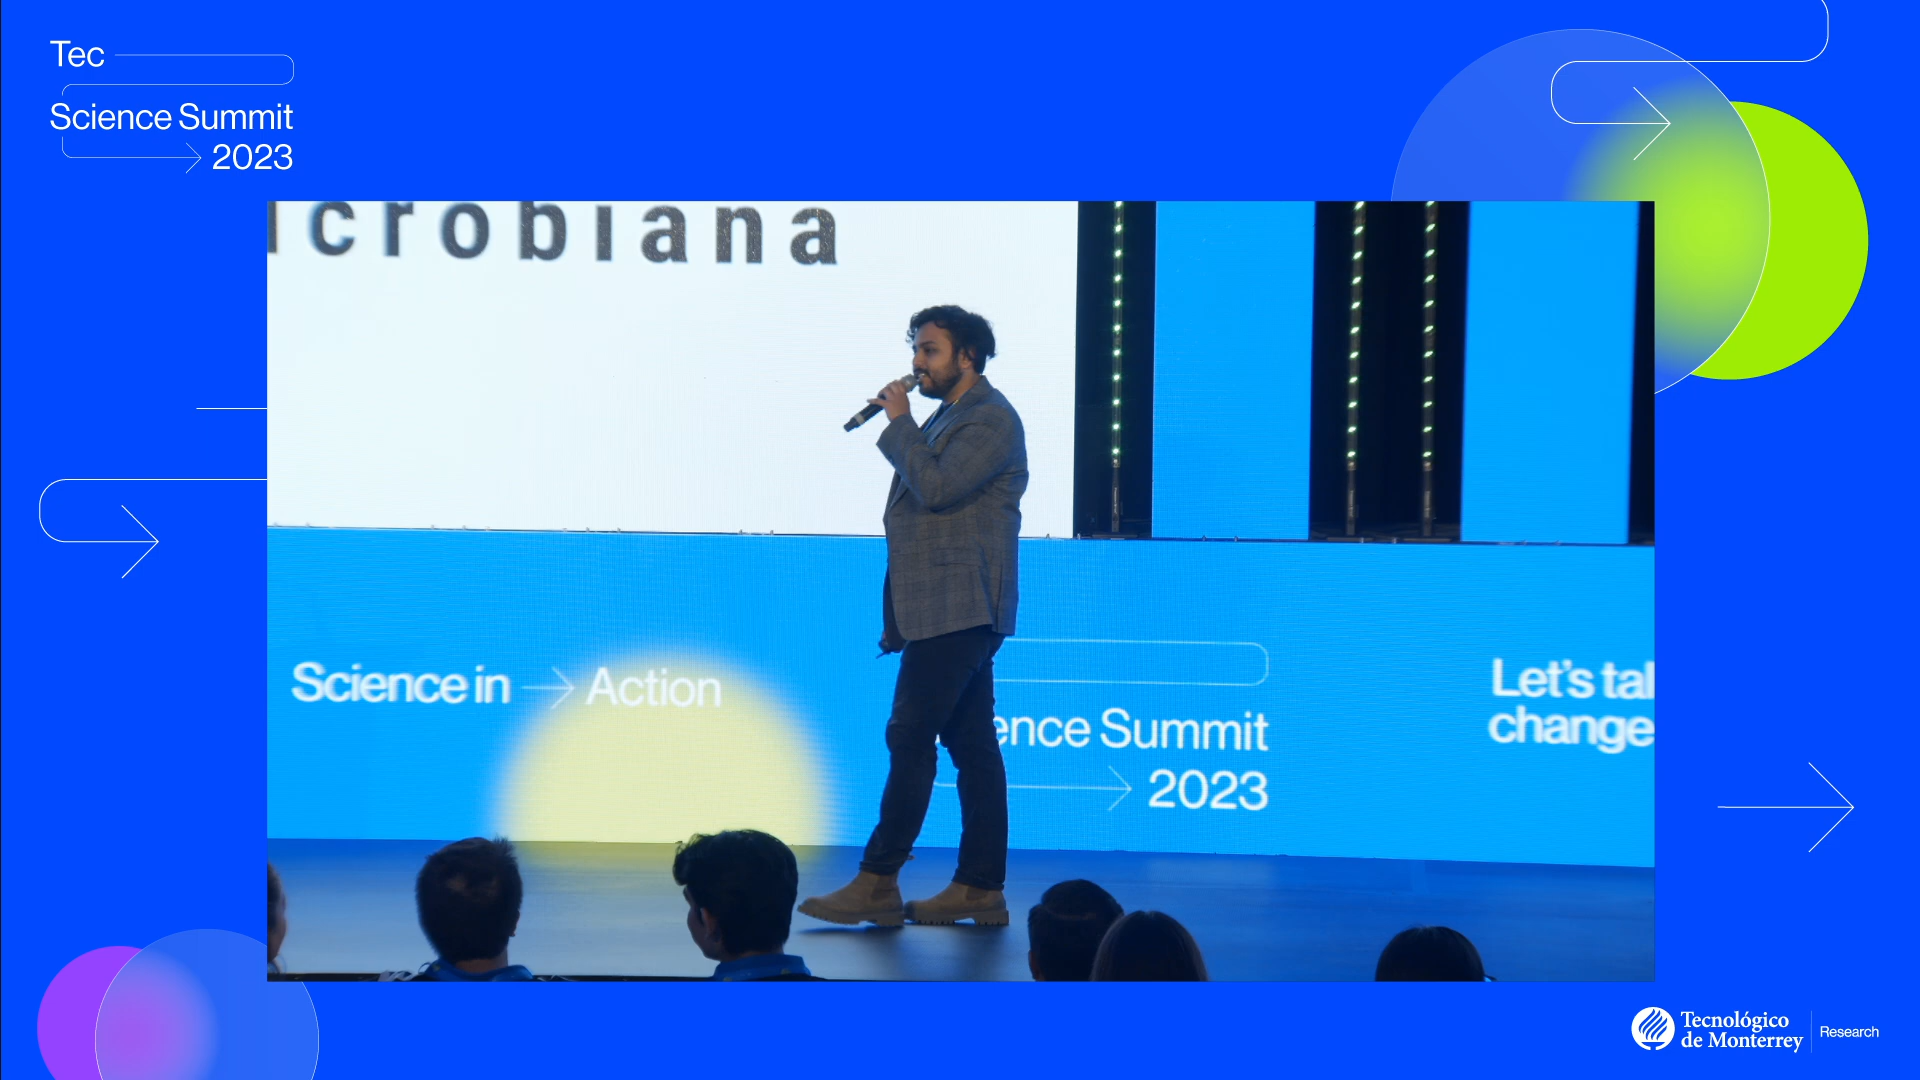 Tec
Science Summit
2023
icrobiana
Science in Action
ence Summit
2023
Let's tal
change
Tecnológico
de Monterrey
Research